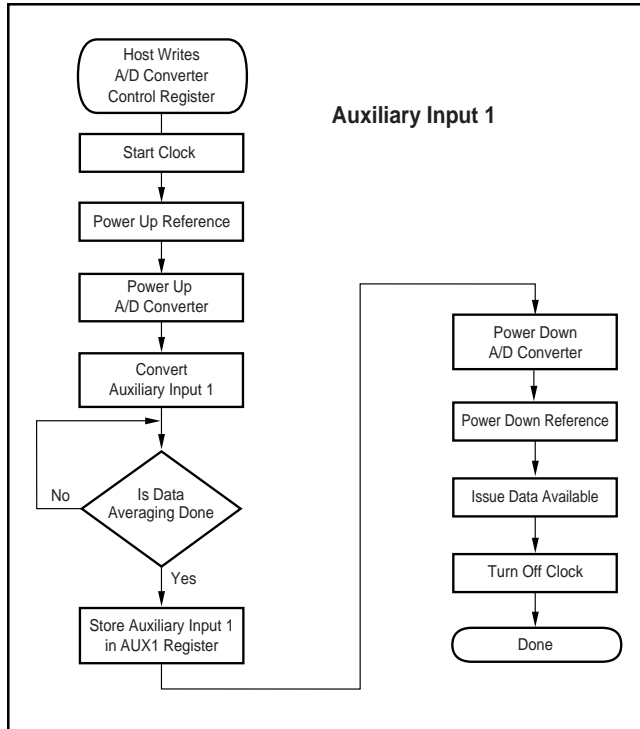 Host Writes
A/D Converter
Control Register
Auxiliary Input 1
Start Clock
Power Up Reference
Power Up
A/D Converter
Convert
Auxiliary Input 1
No
Is Data
Averaging Done
Yes
Store Auxiliary Input 1
in AUX1 Register
Power Down
A/D Converter
Power Down Reference
Issue Data Available
Turn Off Clock
Done